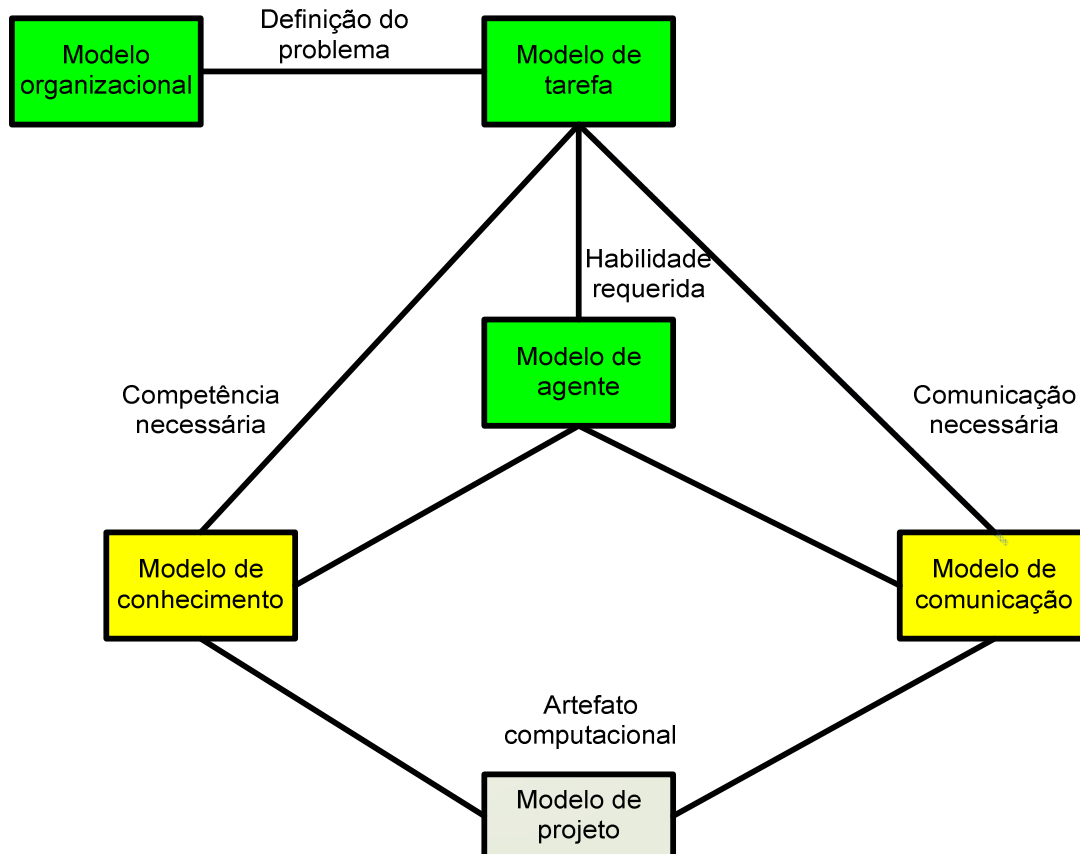 Definição do
problema
Modelo
organizacional
Modelo de
tarefa
Habilidade
requerida
Modelo de
agente
Competência
necessária
Comunicação
necessária
Modelo de
conhecimento
Modelo de
comunicação
Artefato
computacional
Modelo de
projeto